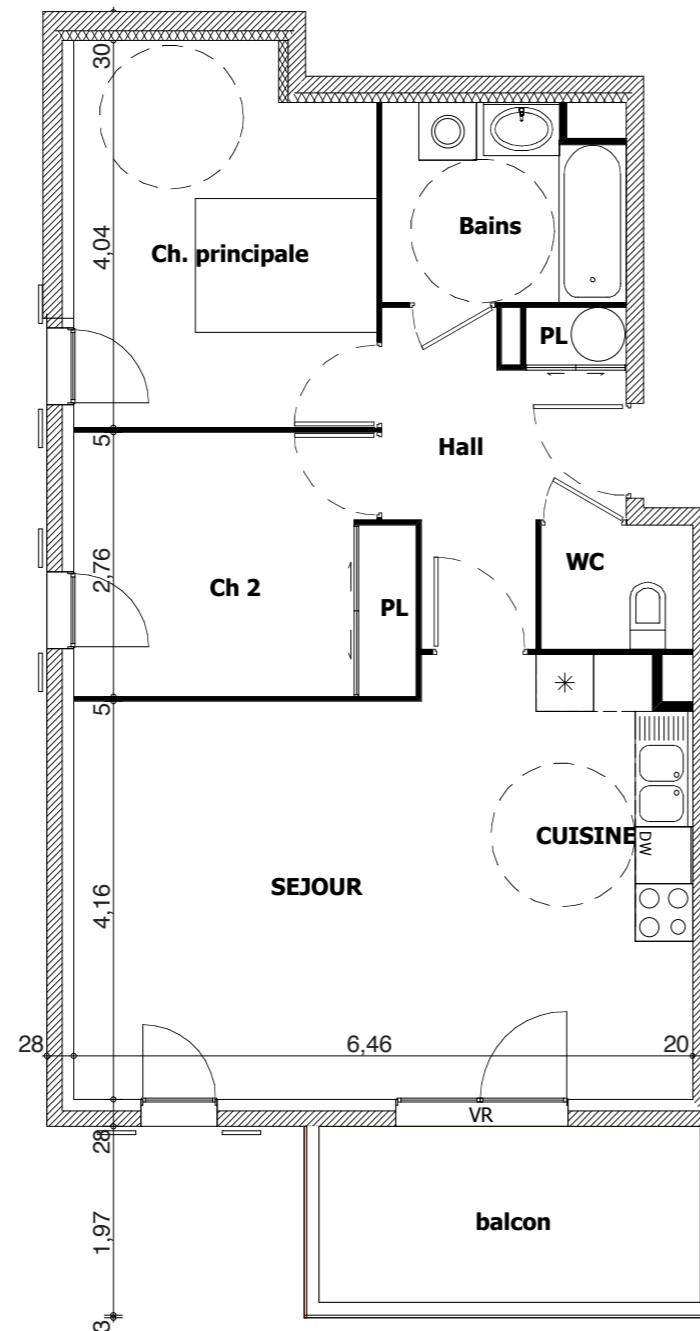 30
4,04
Ch. principale
Bains
PL
5
Hall
2,76
Ch 2
PL
WC
5
CUISINE
DW
SEJOUR
4,16
28
6,46
20
VR
28
1,97
balcon
3